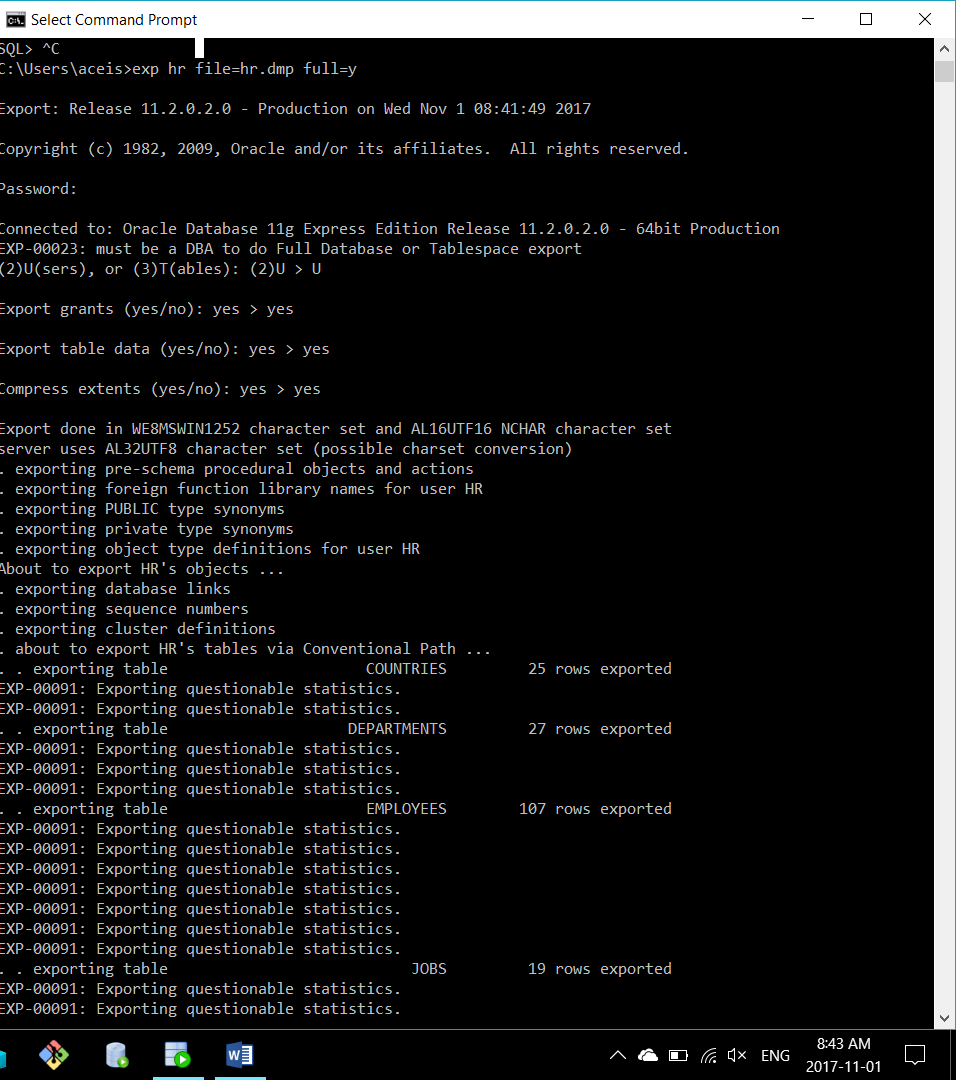 Select Command Prompt
SQL> ^C
C:\Users\aceis>exp hr file=hr.dmp full=y
Export: Release 11.2.0.2.0 - Production on Wed Nov 1 08:41:49 2017
Copyright (c) 1982, 2009, Oracle and/or its affiliates.  All rights reserved.
Password:
Connected to: Oracle Database 11g Express Edition Release 11.2.0.2.0 - 64bit Production
EXP-00023: must be a DBA to do Full Database or Tablespace export
(2)U(sers), or (3)T(ables): (2)U > U
Export grants (yes/no): yes > yes
Export table data (yes/no): yes > yes
Compress extents (yes/no): yes > yes
Export done in WE8MSWIN1252 character set and AL16UTF16 NCHAR character set
server uses AL32UTF8 character set (possible charset conversion)
. exporting pre-schema procedural objects and actions
. exporting foreign function library names for user HR
. exporting PUBLIC type synonyms
. exporting private type synonyms
. exporting object type definitions for user HR
About to export HR's objects ...
. exporting database links
. exporting sequence numbers
. exporting cluster definitions
. about to export HR's tables via Conventional Path ...
. . exporting table                      COUNTRIES         25 rows exported
EXP-00091: Exporting questionable statistics.
EXP-00091: Exporting questionable statistics.
. . exporting table                    DEPARTMENTS         27 rows exported
EXP-00091: Exporting questionable statistics.
EXP-00091: Exporting questionable statistics.
EXP-00091: Exporting questionable statistics.
. . exporting table                      EMPLOYEES        107 rows exported
EXP-00091: Exporting questionable statistics.
EXP-00091: Exporting questionable statistics.
EXP-00091: Exporting questionable statistics.
EXP-00091: Exporting questionable statistics.
EXP-00091: Exporting questionable statistics.
EXP-00091: Exporting questionable statistics.
EXP-00091: Exporting questionable statistics.
. . exporting table                           JOBS         19 rows exported
EXP-00091: Exporting questionable statistics.
EXP-00091: Exporting questionable statistics.
ENG
8:43 AM
2017-11-01